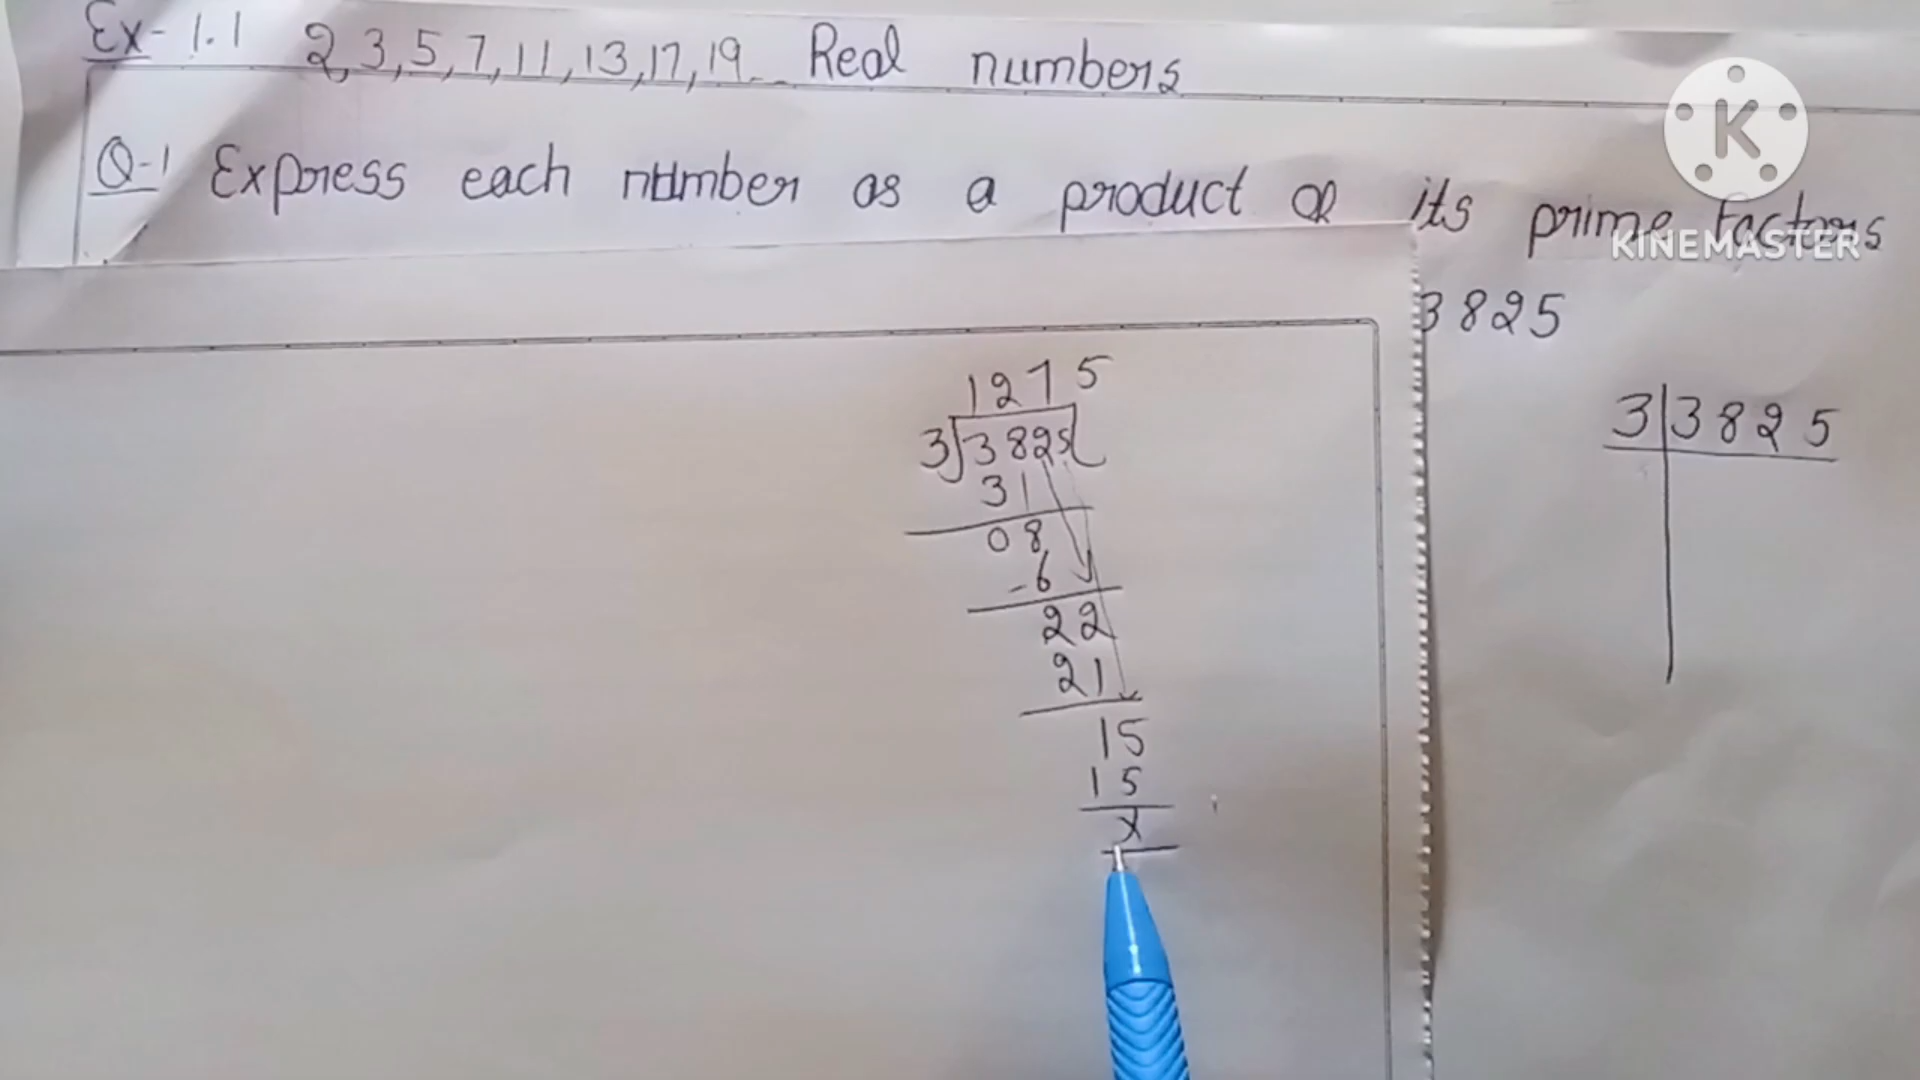 Ex-1.1 2,3,5,7,11,13,17,19.. Real numbers
Q-1 Express each number as a product of its prime factors
K
KINEMASTER
3825
1275
3 3825
3 3825
31
08
-6
22
21
15
15
x